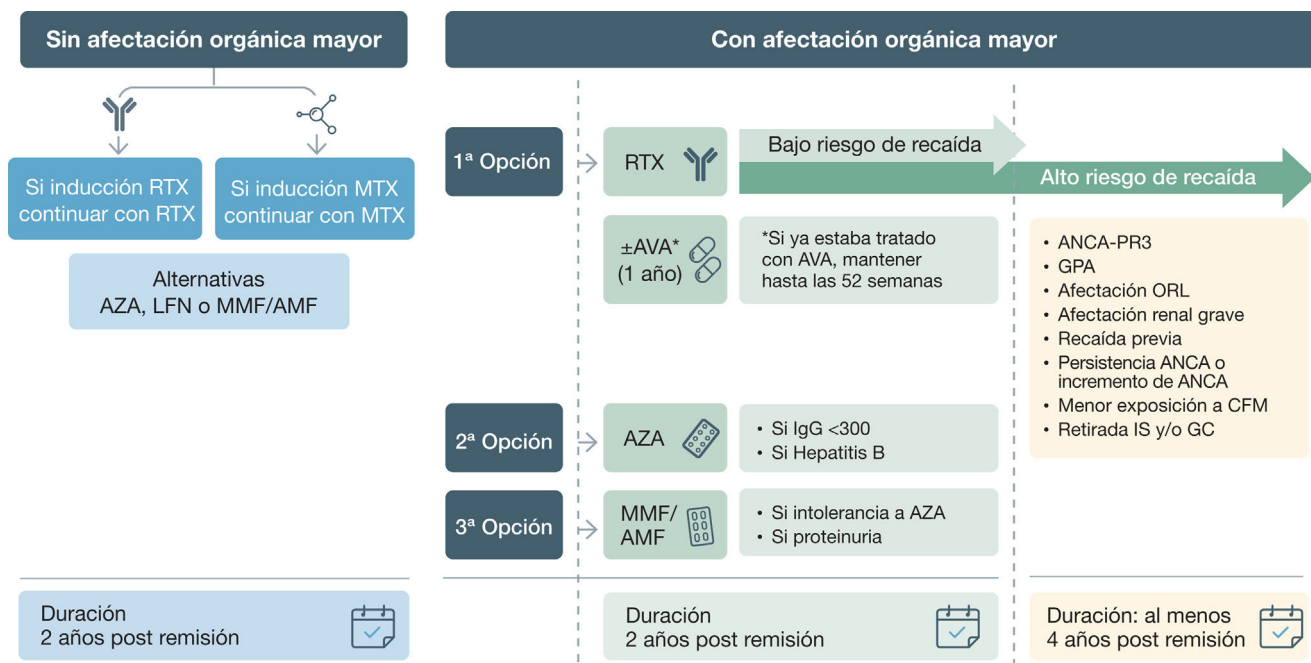 Sin afectación orgánica mayor
Si inducción RTX
continuar con RTX
Si inducción MTX
continuar con MTX
Alternativas
AZA, LFN o MMF/AMF
Duración
2 años post remisión
Con afectación orgánica mayor
1ª Opción
RTX
Bajo riesgo de recaída
Alto riesgo de recaída
±AVA*
(1 año)
*Si ya estaba tratado
con AVA, mantener
hasta las 52 semanas
2ª Opción
AZA
• Si IgG <300
• Si Hepatitis B
3ª Opción
MMF/
AMF
• Si intolerancia a AZA
• Si proteinuria
Duración
2 años post remisión
• ANCA-PR3
• GPA
• Afectación ORL
• Afectación renal grave
• Recaída previa
• Persistencia ANCA o
incremento de ANCA
• Menor exposición a CFM
• Retirada IS y/o GC
Duración: al menos
4 años post remisión